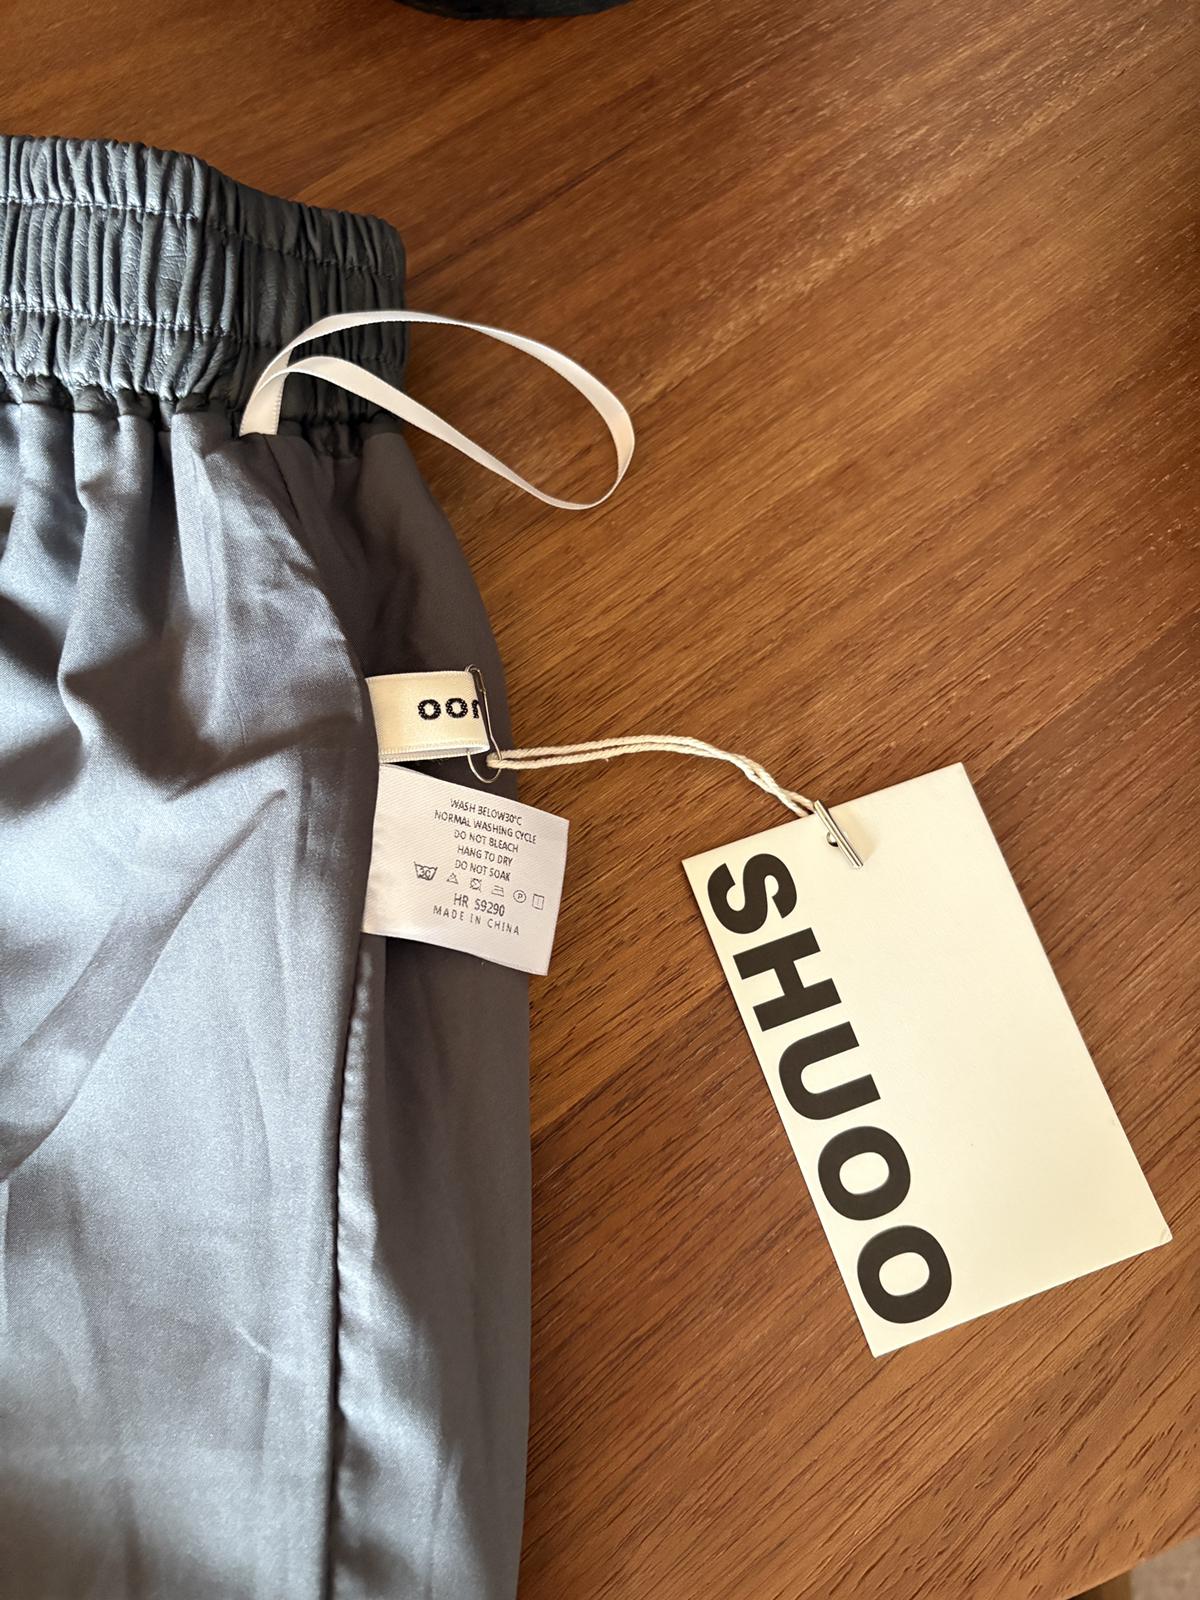 WASH BELOW30°C
NORMAL WASHING CYCLE
DO NOT BLEACH
HANG TO DRY
DO NOT SOAK
30
P
HR S9290
MADE IN CHINA
SHUOO